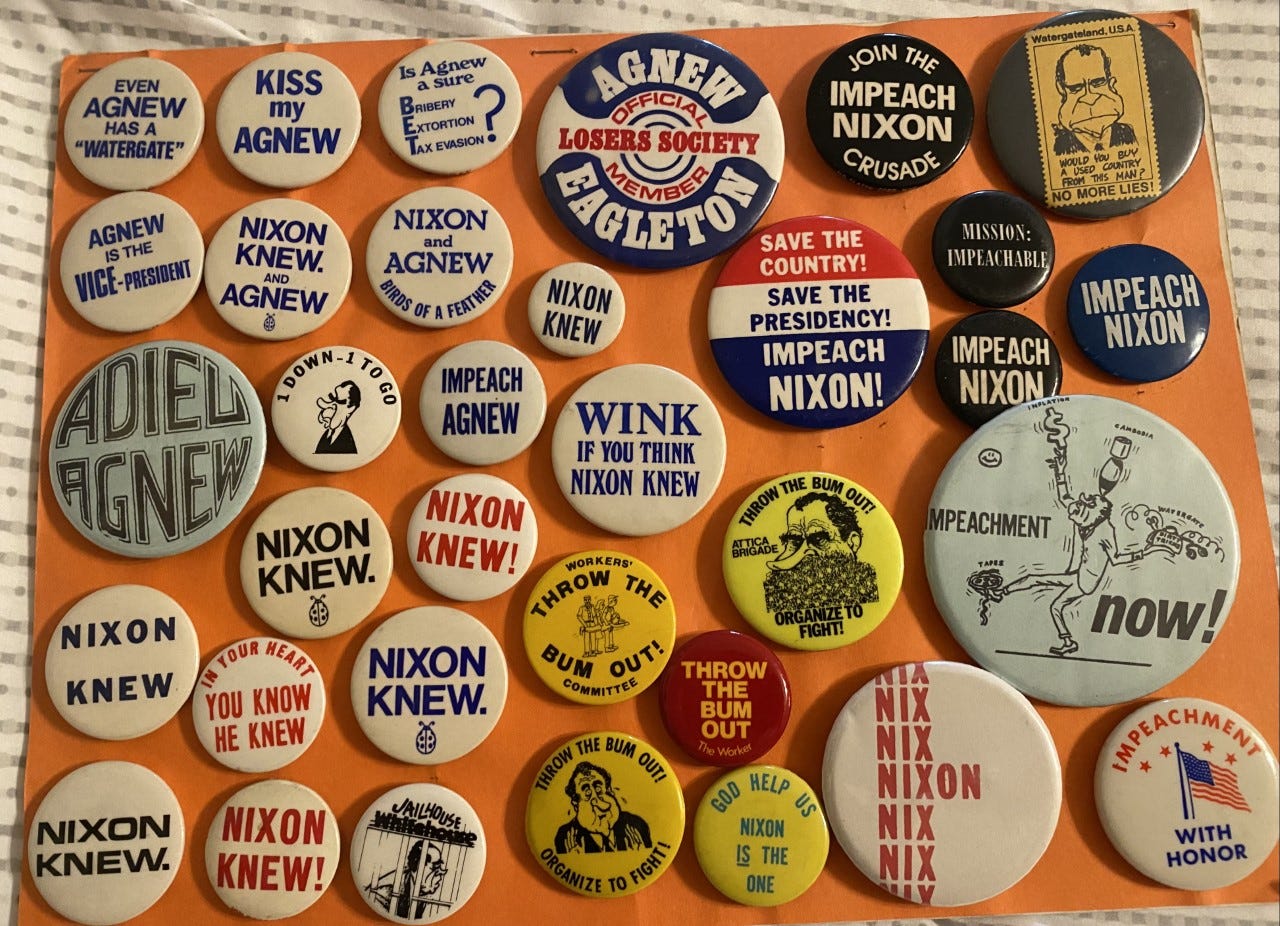 EVEN
AGNEW
HAS A
"WATERGATE"
KISS
my
AGNEW
Is Agnew
a sure
BRIBERY
EXTORTION
TAX EVASION?
AGNEW
OFFICIAL
LOSERS SOCIETY
MEMBER
EAGLETON
JOIN THE
IMPEACH
NIXON
CRUSADE
Watergateland, U.S.A.
WOULD YOU BUY
A USED COUNTRY
FROM THIS MAN?
NO MORE LIES!
AGNEW
IS THE
VICE-PRESIDENT
NIXON
KNEW.
AND
AGNEW
NIXON
and
AGNEW
BIRDS OF A FEATHER
NIXON
KNEW
SAVE THE
COUNTRY!
SAVE THE
PRESIDENCY!
IMPEACH
NIXON!
MISSION:
IMPEACHABLE
IMPEACH
NIXON
IMPEACH
NIXON
ADIEU
AGNEW
1 DOWN-1 TO GO
IMPEACH
AGNEW
WINK
IF YOU THINK
NIXON KNEW
INFLATION
CAMBODIA
IMPEACHMENT
WATERGATE
TAPES
now!
NIXON
KNEW.
NIXON
KNEW!
THROW THE BUM OUT!
ATTICA
BRIGADE
ORGANIZE TO
FIGHT!
WORKERS'
THROW THE
BUM OUT!
COMMITTEE
NIXON
KNEW
IN YOUR HEART
YOU KNOW
HE KNEW
NIXON
KNEW.
THROW
THE
BUM
OUT
The Worker
NIX
NIX
NIX
NIXON
NIX
NIX
NIX
IMPEACHMENT
WITH
HONOR
NIXON
KNEW.
NIXON
KNEW!
JAILHOUSE
Whitehouse
THROW THE BUM OUT!
ORGANIZE TO FIGHT!
GOD HELP US
NIXON
IS THE
ONE